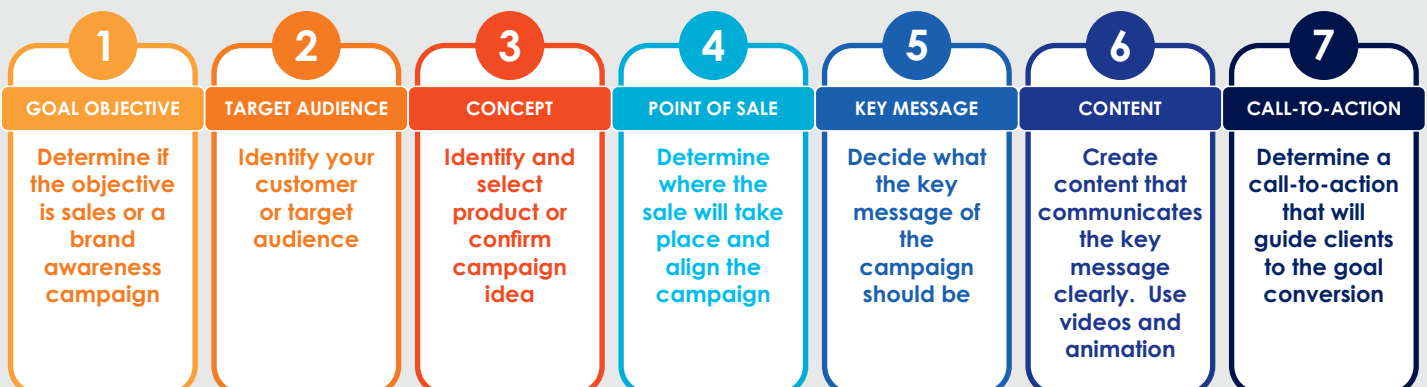 1
GOAL OBJECTIVE
Determine if
the objective
is sales or a
brand
awareness
campaign
2
TARGET AUDIENCE
Identify your
customer
or target
audience
3
CONCEPT
Identify and
select
product or
confirm
campaign
idea
4
POINT OF SALE
Determine
where the
sale will take
place and
align the
campaign
5
KEY MESSAGE
Decide what
the key
message of
the
campaign
should be
6
CONTENT
Create
content that
communicates
the key
message
clearly.  Use
videos and
animation
7
CALL-TO-ACTION
Determine a
call-to-action
that will
guide clients
to the goal
conversion